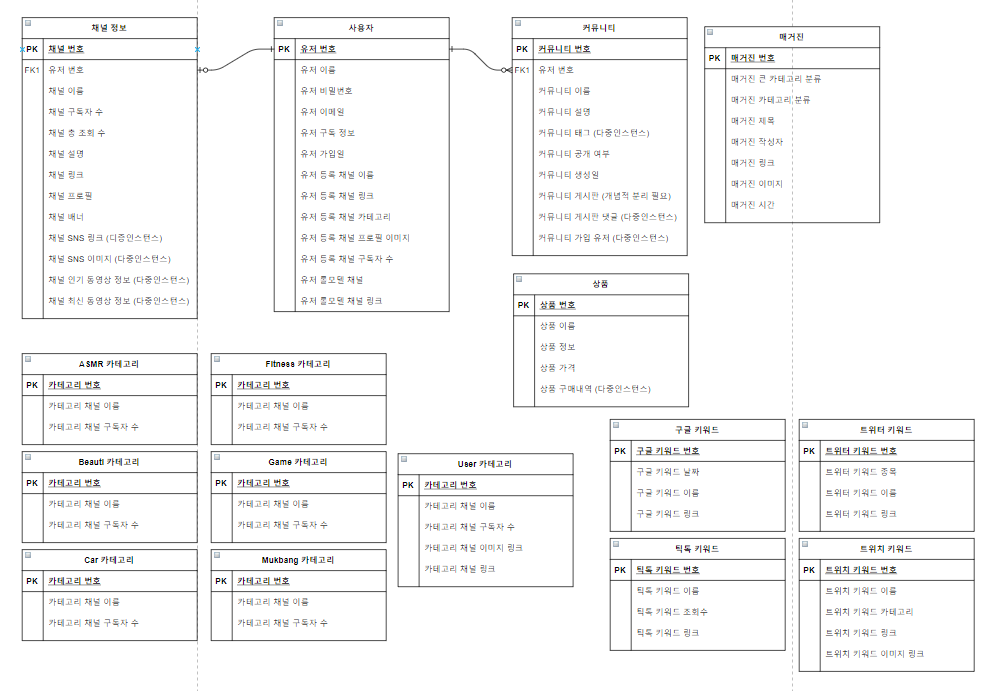 채널 정보
PK 채널 번호
FK1 유저 번호
채널 이름
채널 구독자 수
채널 총 조회 수
채널 설명
채널 링크
채널 프로필
채널 배너
채널 SNS 링크 (다중인스턴스)
채널 SNS 이미지 (다중인스턴스)
채널 인기 동영상 정보 (다중인스턴스)
채널 최신 동영상 정보 (다중인스턴스)
사용자
PK 유저 번호
유저 이름
유저 비밀번호
유저 이메일
유저 구독 정보
유저 가입일
유저 등록 채널 이름
유저 등록 채널 링크
유저 등록 채널 카테고리
유저 등록 채널 프로필 이미지
유저 등록 채널 구독자 수
유저 롤모델 채널
유저 롤모델 채널 링크
커뮤니티
PK 커뮤니티 번호
FK1 유저 번호
커뮤니티 이름
커뮤니티 설명
커뮤니티 태그 (다중인스턴스)
커뮤니티 공개 여부
커뮤니티 생성일
커뮤니티 게시판 (개념적 분리 필요)
커뮤니티 게시판 댓글 (다중인스턴스)
커뮤니티 가입 유저 (다중인스턴스)
매거진
PK 매거진 번호
매거진 큰 카테고리 분류
매거진 카테고리 분류
매거진 제목
매거진 작성자
매거진 링크
매거진 이미지
매거진 시간
상품
PK 상품 번호
상품 이름
상품 정보
상품 가격
상품 구매내역 (다중인스턴스)
ASMR 카테고리
PK 카테고리 번호
카테고리 채널 이름
카테고리 채널 구독자 수
Fitness 카테고리
PK 카테고리 번호
카테고리 채널 이름
카테고리 채널 구독자 수
Beauti 카테고리
PK 카테고리 번호
카테고리 채널 이름
카테고리 채널 구독자 수
Game 카테고리
PK 카테고리 번호
카테고리 채널 이름
카테고리 채널 구독자 수
Car 카테고리
PK 카테고리 번호
카테고리 채널 이름
카테고리 채널 구독자 수
Mukbang 카테고리
PK 카테고리 번호
카테고리 채널 이름
카테고리 채널 구독자 수
User 카테고리
PK 카테고리 번호
카테고리 채널 이름
카테고리 채널 구독자 수
카테고리 채널 이미지 링크
카테고리 채널 링크
구글 키워드
PK 구글 키워드 번호
구글 키워드 날짜
구글 키워드 이름
구글 키워드 링크
트위터 키워드
PK 트위터 키워드 번호
트위터 키워드 종목
트위터 키워드 이름
트위터 키워드 링크
틱톡 키워드
PK 틱톡 키워드 번호
틱톡 키워드 이름
틱톡 키워드 조회수
틱톡 키워드 링크
트위치 키워드
PK 트위치 키워드 번호
트위치 키워드 이름
트위치 키워드 카테고리
트위치 키워드 링크
트위치 키워드 이미지 링크